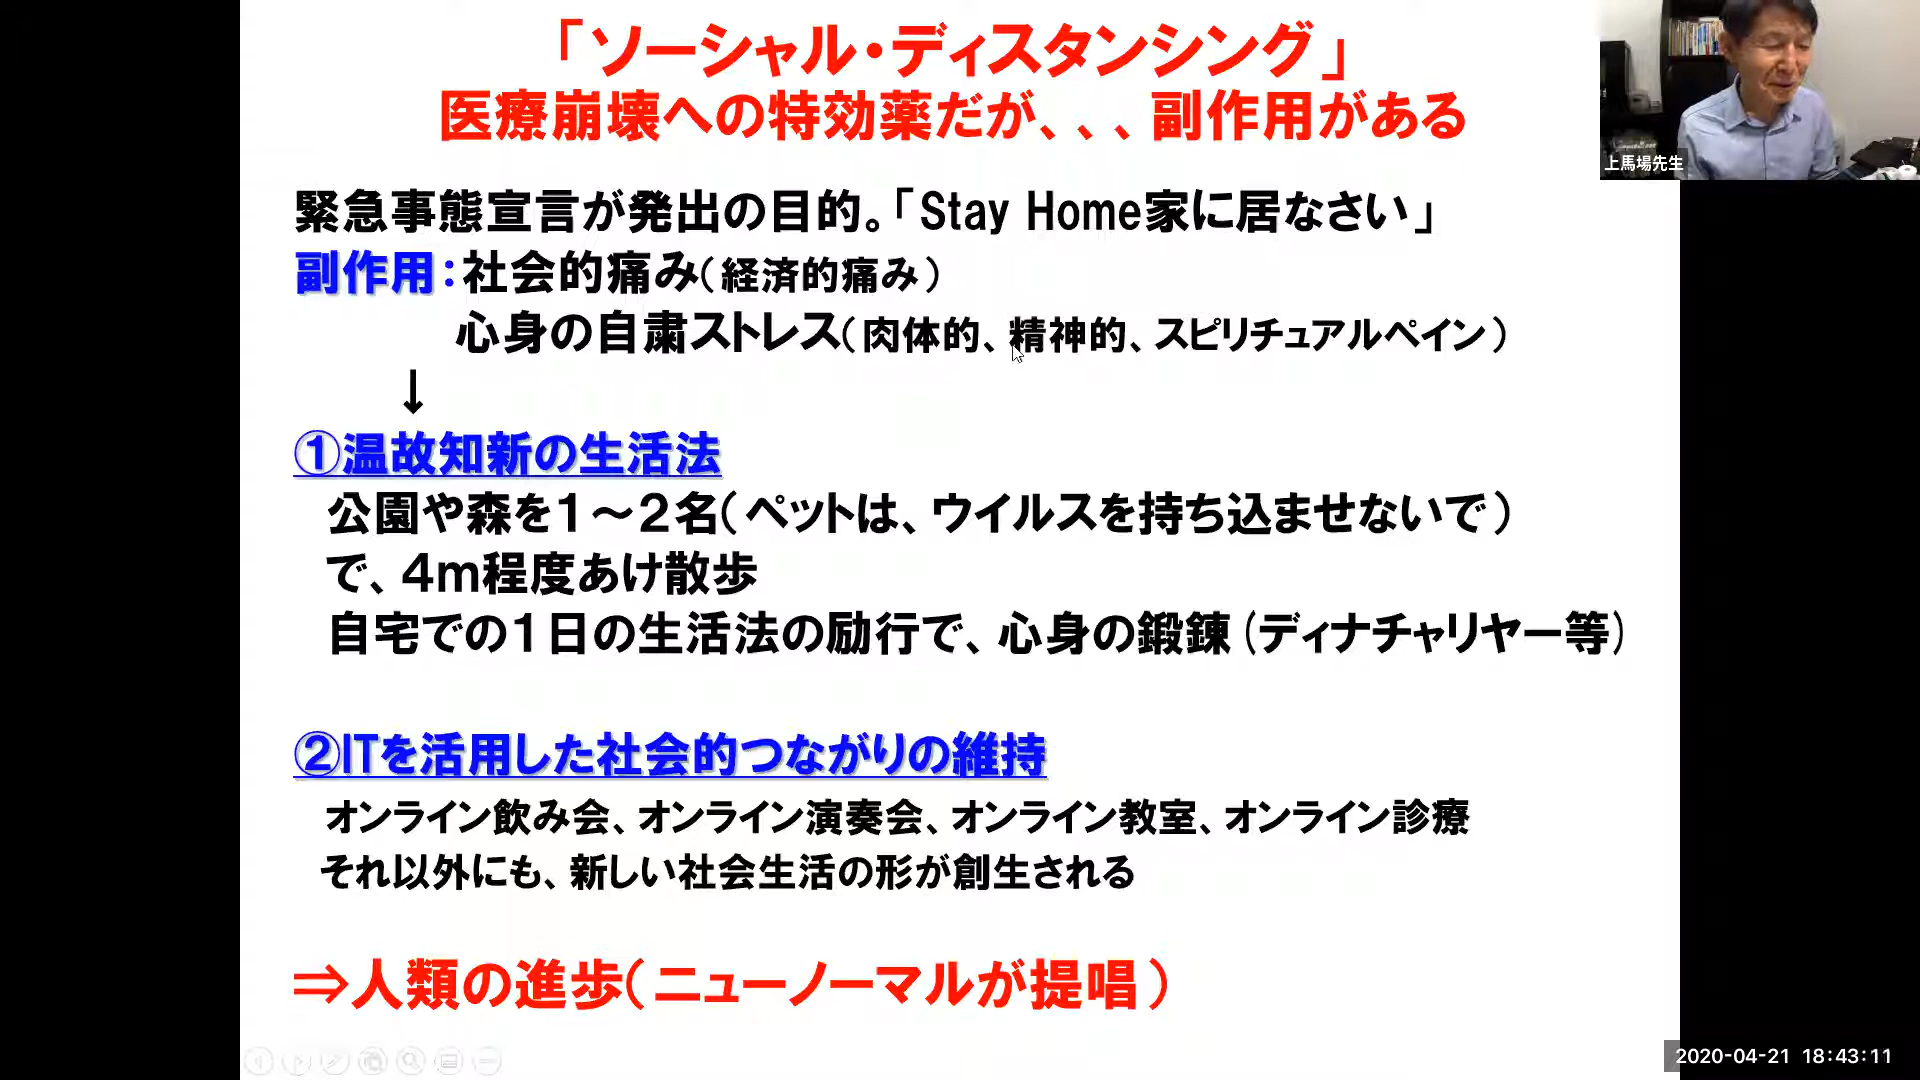 「ソーシャル・ディスタンシング」
医療崩壊への特効薬だが、、、副作用がある
上馬場先生
緊急事態宣言が発出の目的。「Stay Home家に居なさい」
副作用：社会的痛み（経済的痛み）
心身の自粛ストレス（肉体的、精神的、スピリチュアルペイン）
↓
①温故知新の生活法
公園や森を１～２名（ペットは、ウイルスを持ち込ませないで）
で、４ｍ程度あけ散歩
自宅での１日の生活法の励行で、心身の鍛錬（ディナチャリヤー等）
②ITを活用した社会的つながりの維持
オンライン飲み会、オンライン演奏会、オンライン教室、オンライン診療
それ以外にも、新しい社会生活の形が創生される
⇒人類の進歩（ニューノーマルが提唱）
2020-04-21 18:43:11